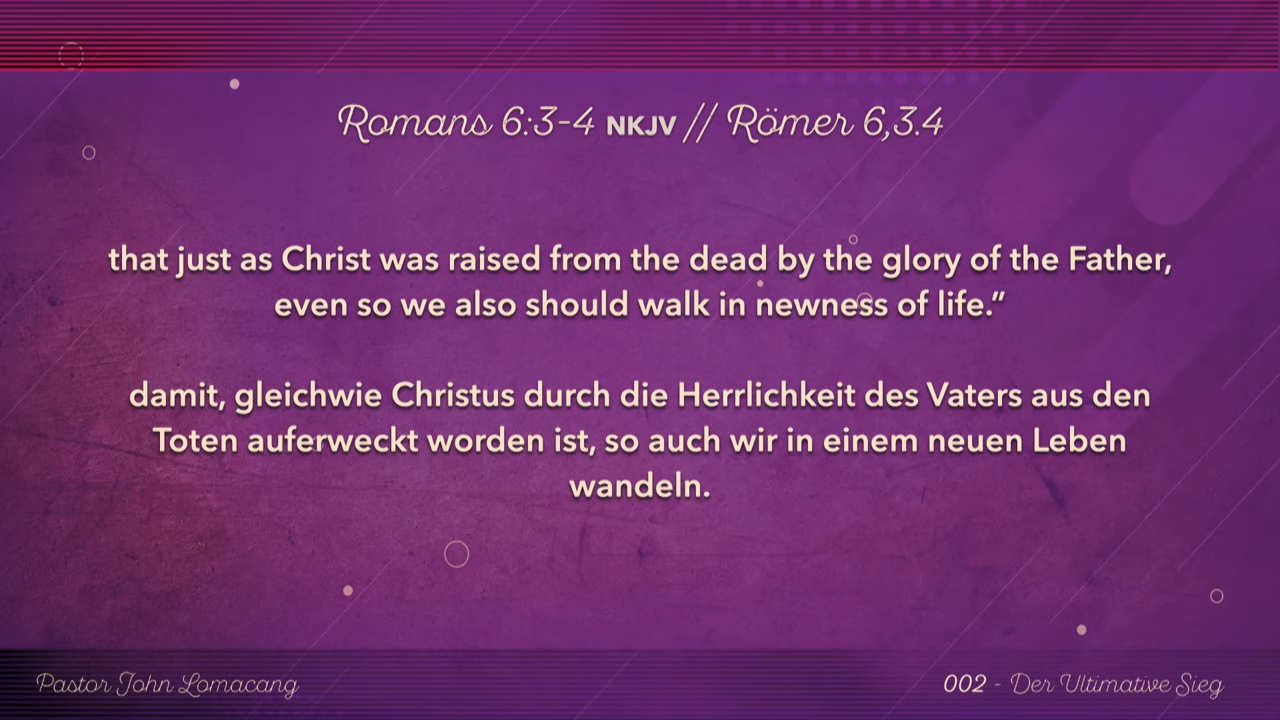 Romans 6:3-4 NKJV // Römer 6,3.4
that just as Christ was raised from the dead by the glory of the Father,
even so we also should walk in newness of life.”
damit, gleichwie Christus durch die Herrlichkeit des Vaters aus den
Toten auferweckt worden ist, so auch wir in einem neuen Leben
wandeln.
Pastor John Lomacang
002 - Der Ultimative Sieg